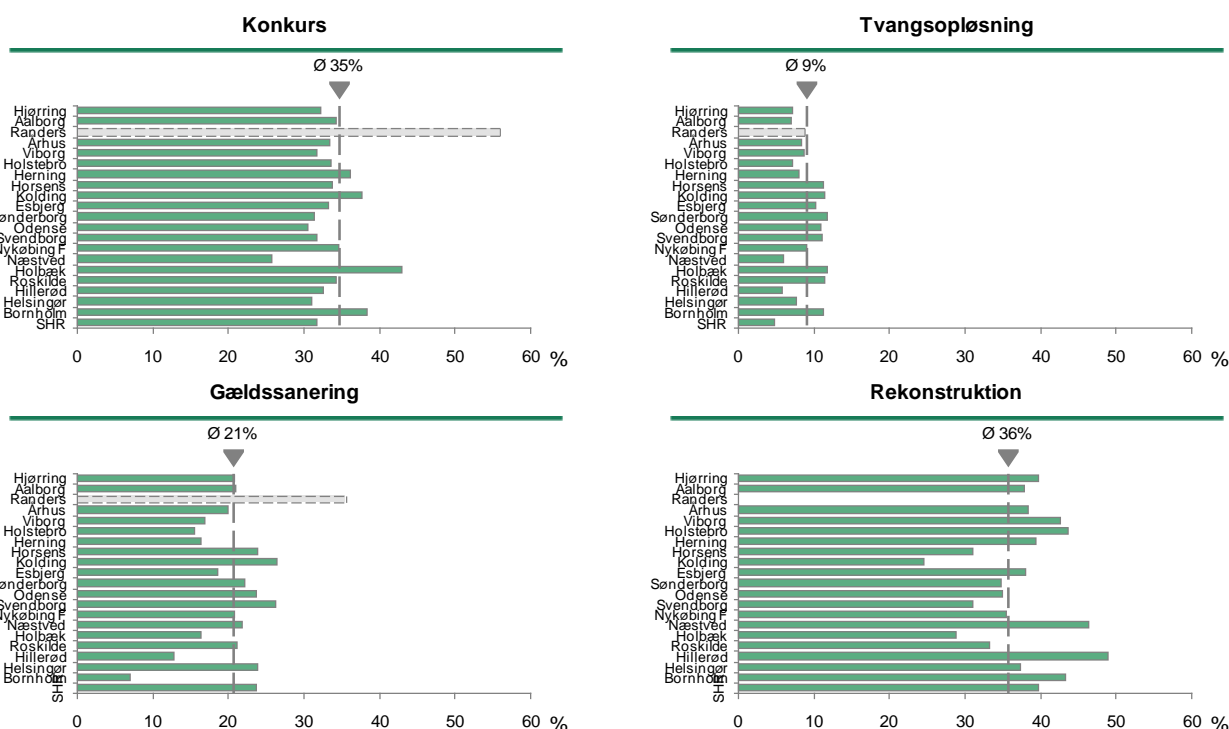 Konkurs
Ø 35%
Hjørring
Aalborg
Randers
Århus
Viborg
Holstebro
Herning
Horsens
Kolding
Esbjerg
ønderborg
Odense
Svendborg
Nykøbing F
Næstved
Holbæk
Roskilde
Hillerød
Helsingør
Bornholm
SHR
0 10 20 30 40 50 60 %
Tvangsopløsning
Ø 9%
Hjørring
Aalborg
Randers
Århus
Viborg
Holstebro
Herning
Horsens
Kolding
Esbjerg
Sønderborg
Odense
Svendborg
Nykøbing F
Næstved
Holbæk
Roskilde
Hillerød
Helsingør
Bornholm
SHR
0 10 20 30 40 50 60 %
Gældssanering
Ø 21%
Hjørring
Aalborg
Randers
Århus
Viborg
Holstebro
Herning
Horsens
Kolding
Esbjerg
ønderborg
Odense
Svendborg
Nykøbing F
Næstved
Holbæk
Roskilde
Hillerød
Helsingør
Bornholm
SHR
0 10 20 30 40 50 60 %
Rekonstruktion
Ø 36%
Hjørring
Aalborg
Randers
Århus
Viborg
Holstebro
Herning
Horsens
Kolding
Esbjerg
Sønderborg
Odense
Svendborg
Nykøbing F
Næstved
Holbæk
Roskilde
Hillerød
Helsingør
Bornholm
SHR
0 10 20 30 40 50 60 %